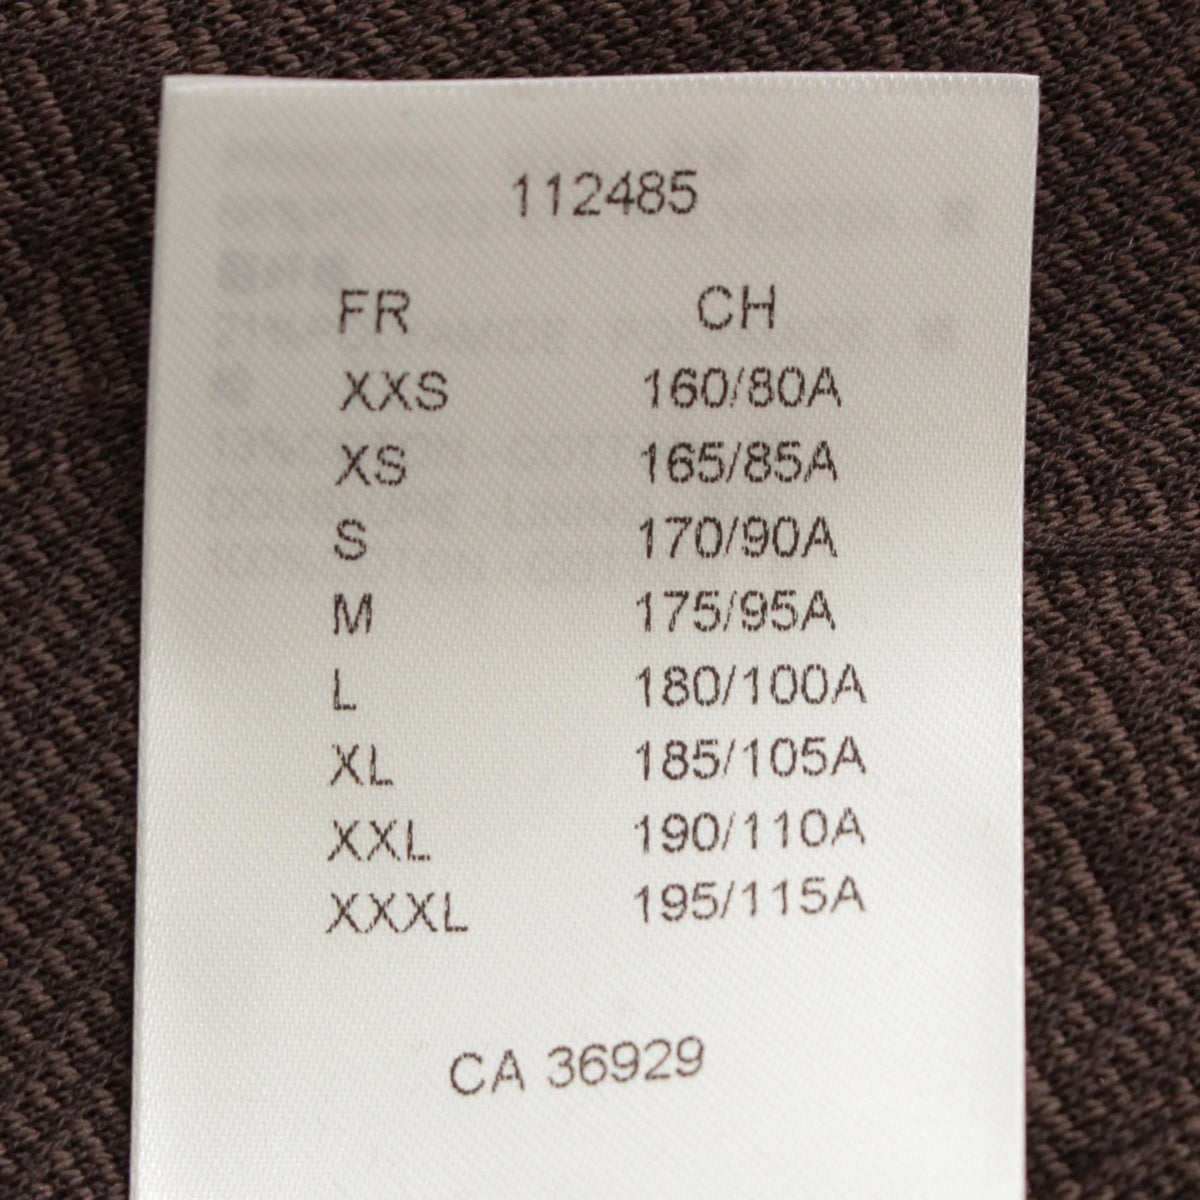 112485
FR CH
XXS 160/80A
XS 165/85A
S 170/90A
M 175/95A
L 180/100A
XL 185/105A
XXL 190/110A
XXXL 195/115A
CA 36929